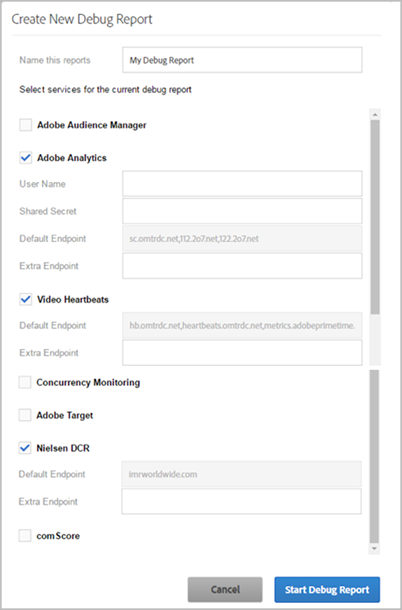 Create New Debug Report
Name this reports My Debug Report
Select services for the current debug report
Adobe Audience Manager
Adobe Analytics
User Name
Shared Secret
Default Endpoint sc.omtrdc.net,112.2o7.net,122.2o7.net
Extra Endpoint
Video Heartbeats
Default Endpoint hb.omtrdc.net,heartbeats.omtrdc.net,metrics.adobeprimetime.
Extra Endpoint
Concurrency Monitoring
Adobe Target
Nielsen DCR
Default Endpoint imrworldwide.com
Extra Endpoint
comScore
Cancel Start Debug Report